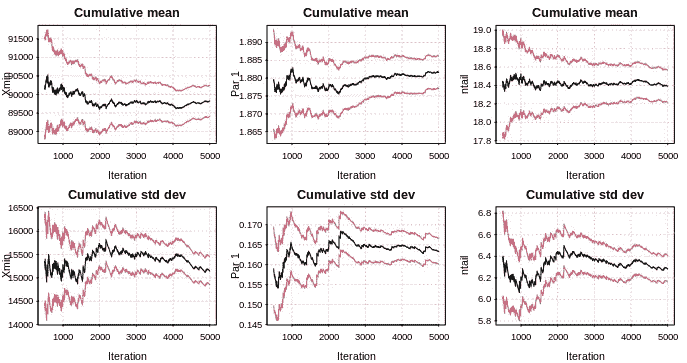 Cumulative mean
Xmin
91500
91000
90500
90000
89500
89000
1000 2000 3000 4000 5000
Iteration
Cumulative mean
Par 1
1.890
1.885
1.880
1.875
1.870
1.865
1000 2000 3000 4000 5000
Iteration
Cumulative mean
ntail
19.0
18.8
18.6
18.4
18.2
18.0
17.8
1000 2000 3000 4000 5000
Iteration
Cumulative std dev
Xmin
16500
16000
15500
15000
14500
14000
1000 2000 3000 4000 5000
Iteration
Cumulative std dev
Par 1
0.170
0.165
0.160
0.155
0.150
0.145
1000 2000 3000 4000 5000
Iteration
Cumulative std dev
ntail
6.8
6.6
6.4
6.2
6.0
5.8
1000 2000 3000 4000 5000
Iteration